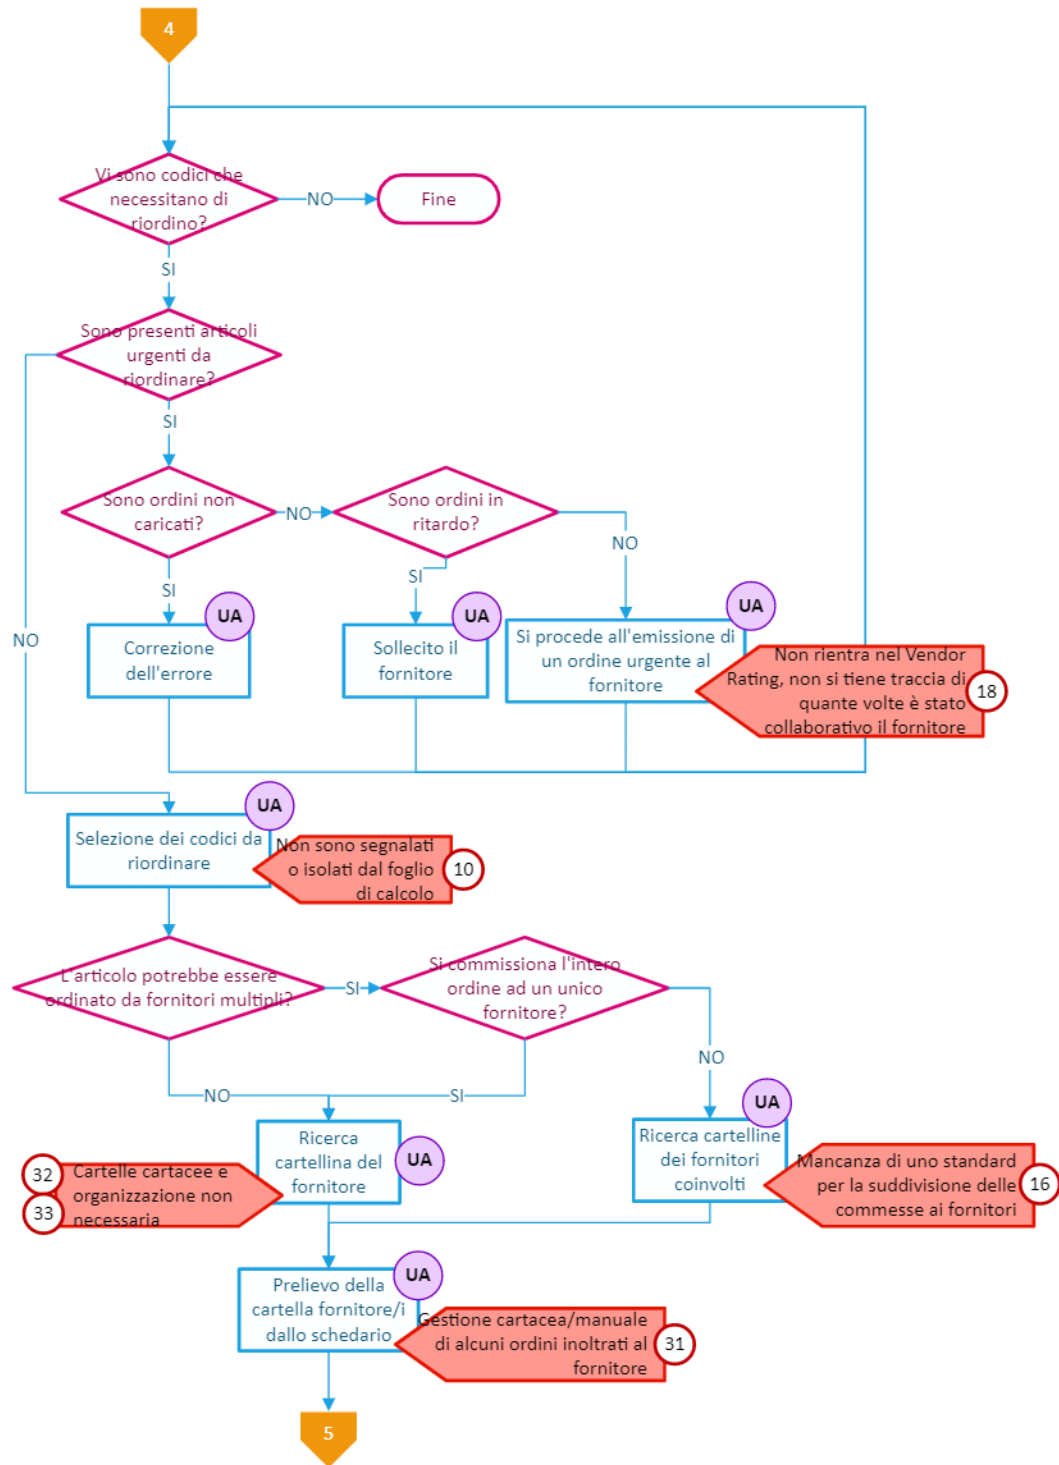 4
Vi sono codici che
necessitano di
riordino?
NO
Fine
SI
Sono presenti articoli
urgenti da
riordinare?
SI
NO
Sono ordini non
caricati?
NO
Sono ordini in
ritardo?
NO
SI
SI
UA
Correzione
dell'errore
UA
Sollecito il
fornitore
UA
Si procede all'emissione di
un ordine urgente al
fornitore
Non rientra nel Vendor
Rating, non si tiene traccia di
quante volte è stato
collaborativo il fornitore
18
UA
Selezione dei codici da
riordinare
Non sono segnalati
o isolati dal foglio
di calcolo
10
L'articolo potrebbe essere
ordinato da fornitori multipli?
SI
Si commissiona l'intero
ordine ad un unico
fornitore?
NO
NO
SI
UA
Ricerca
cartellina del
fornitore
UA
Ricerca cartelline
dei fornitori
coinvolti
Mancanza di uno standard
per la suddivisione delle
commesse ai fornitori
16
32
33
Cartelle cartacee e
organizzazione non
necessaria
UA
Prelievo della
cartella fornitore/i
dallo schedario
Gestione cartacea/manuale
di alcuni ordini inoltrati al
fornitore
31
5